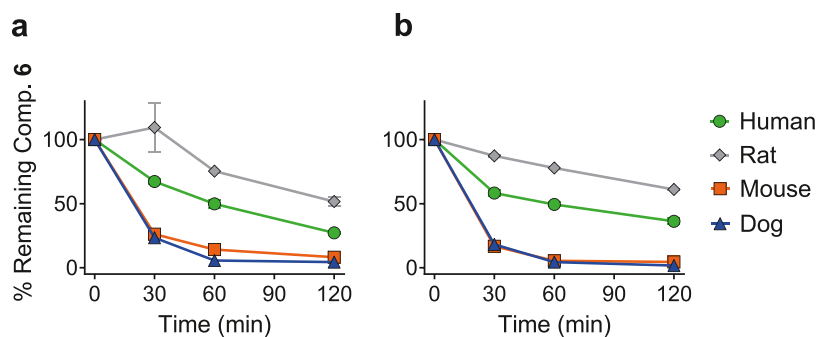 a
b
% Remaining Comp. 6
100
50
0
0 30 60 90 120
Time (min)
100
50
0
0 30 60 90 120
Time (min)
Human
Rat
Mouse
Dog